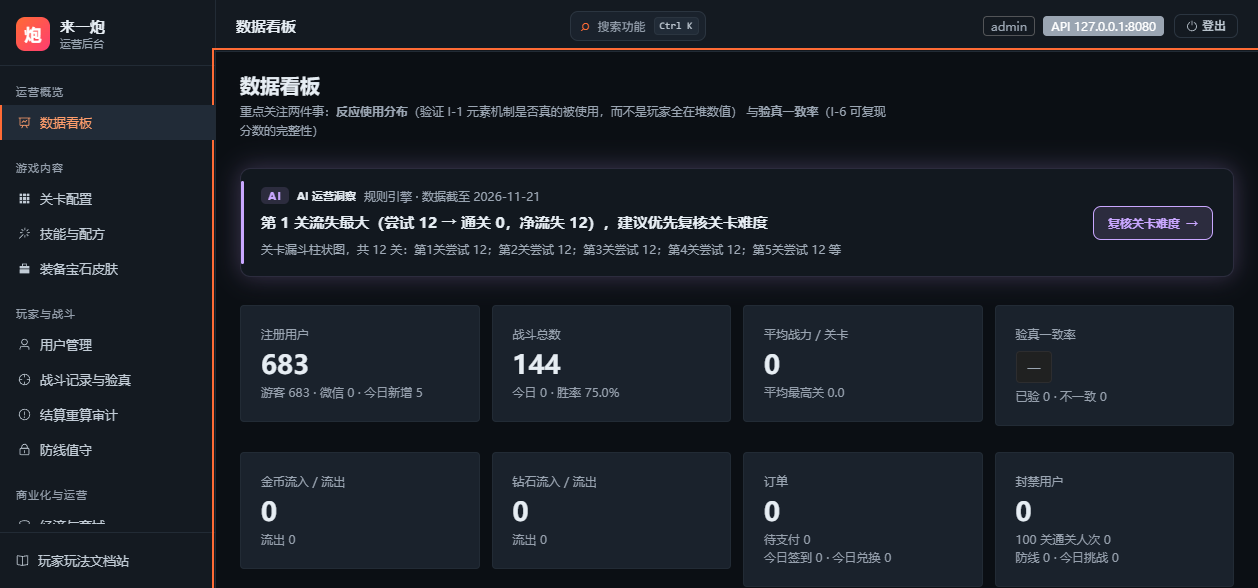 炮
来一炮
运营后台
数据看板
搜索功能 Ctrl K
admin
API 127.0.0.1:8080
登出
运营概览
数据看板
游戏内容
关卡配置
技能与配方
装备宝石皮肤
玩家与战斗
用户管理
战斗记录与验真
结算重算审计
防线值守
商业化与运营
玩家玩法文档站
数据看板
重点关注两件事：反应使用分布（验证 I-1 元素机制是否真的被使用，而不是玩家全在堆数值） 与验真一致率（I-6 可复现
分数的完整性）
AI AI 运营洞察 规则引擎 · 数据截至 2026-11-21
第 1 关流失最大（尝试 12 → 通关 0，净流失 12），建议优先复核关卡难度
关卡漏斗柱状图，共 12 关：第1关尝试 12；第2关尝试 12；第3关尝试 12；第4关尝试 12；第5关尝试 12 等
复核关卡难度 →
注册用户
683
游客 683 · 微信 0 · 今日新增 5
战斗总数
144
今日 0 · 胜率 75.0%
平均战力 / 关卡
0
平均最高关 0.0
验真一致率
—
已验 0 · 不一致 0
金币流入 / 流出
0
流出 0
钻石流入 / 流出
0
流出 0
订单
0
待支付 0
今日签到 0 · 今日兑换 0
封禁用户
0
100 关通关人次 0
防线 0 · 今日挑战 0